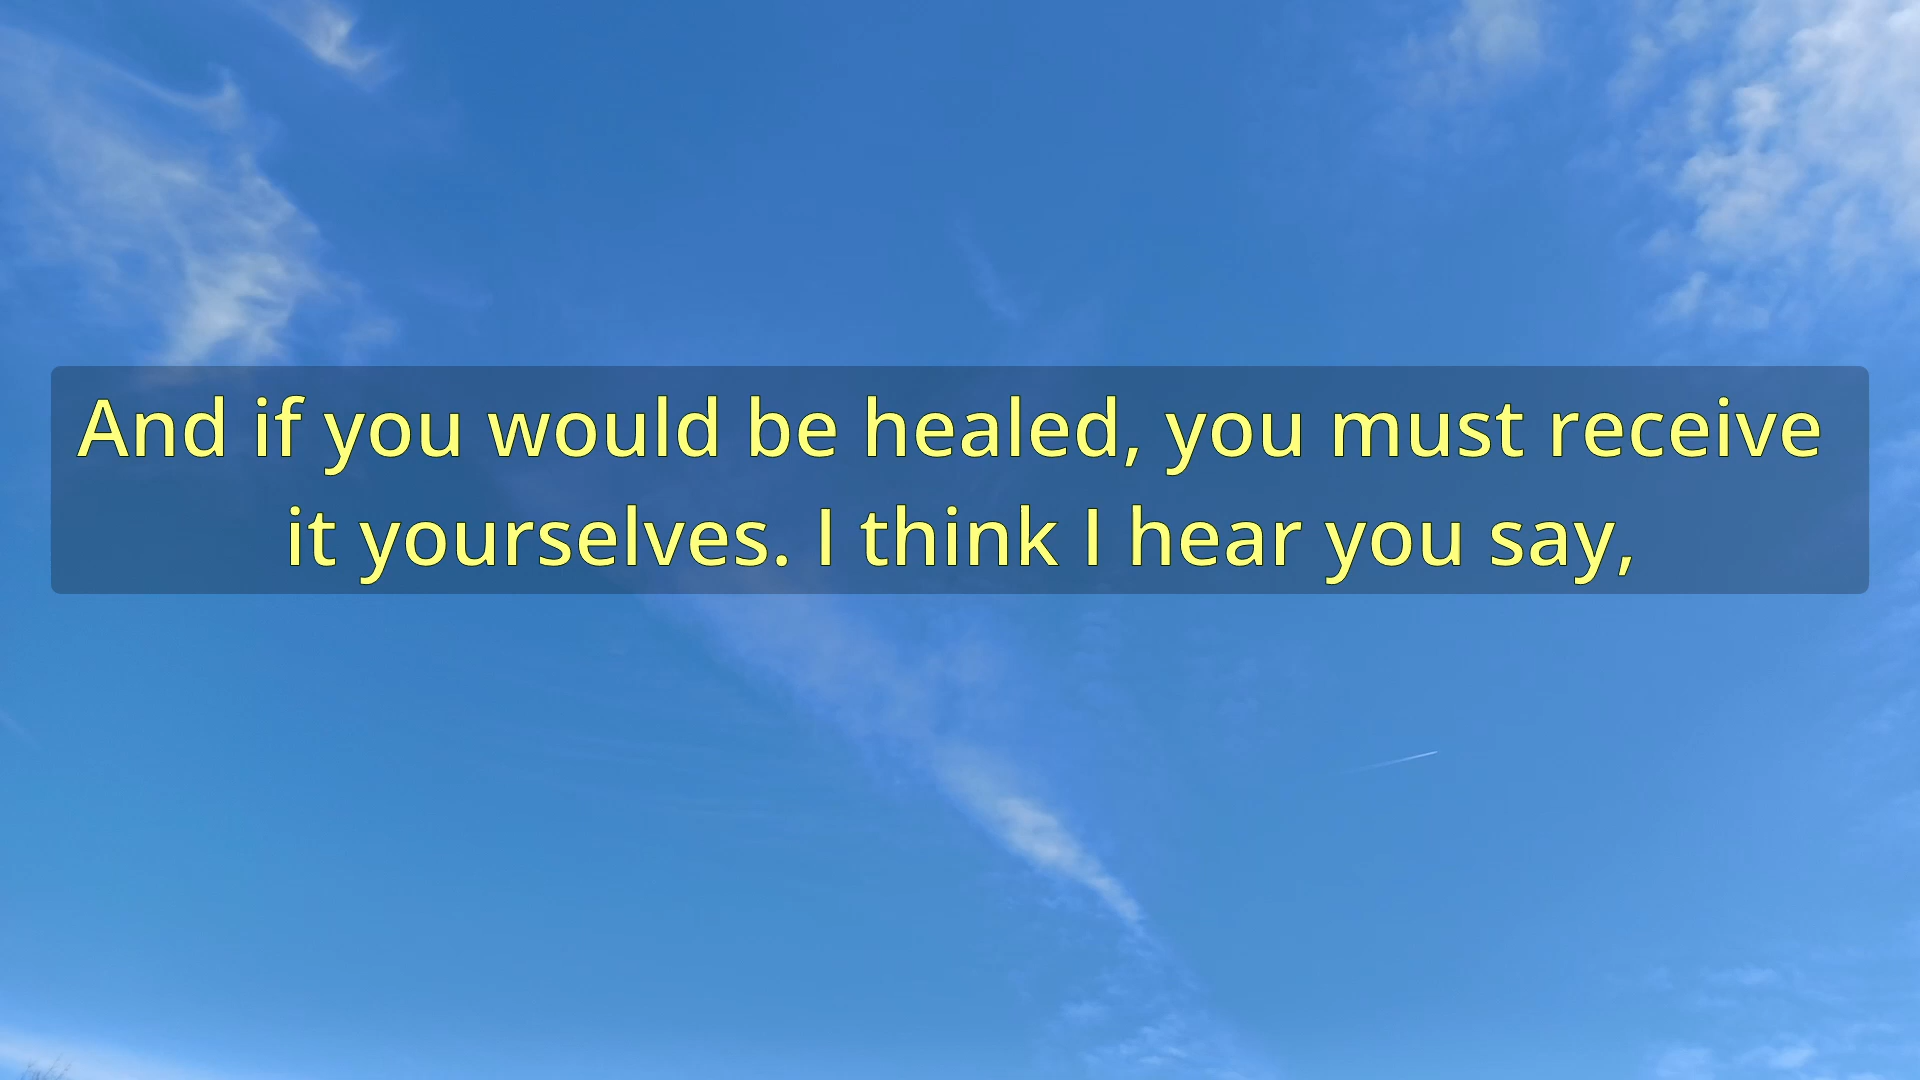 And if you would be healed, you must receive
it yourselves. I think I hear you say,